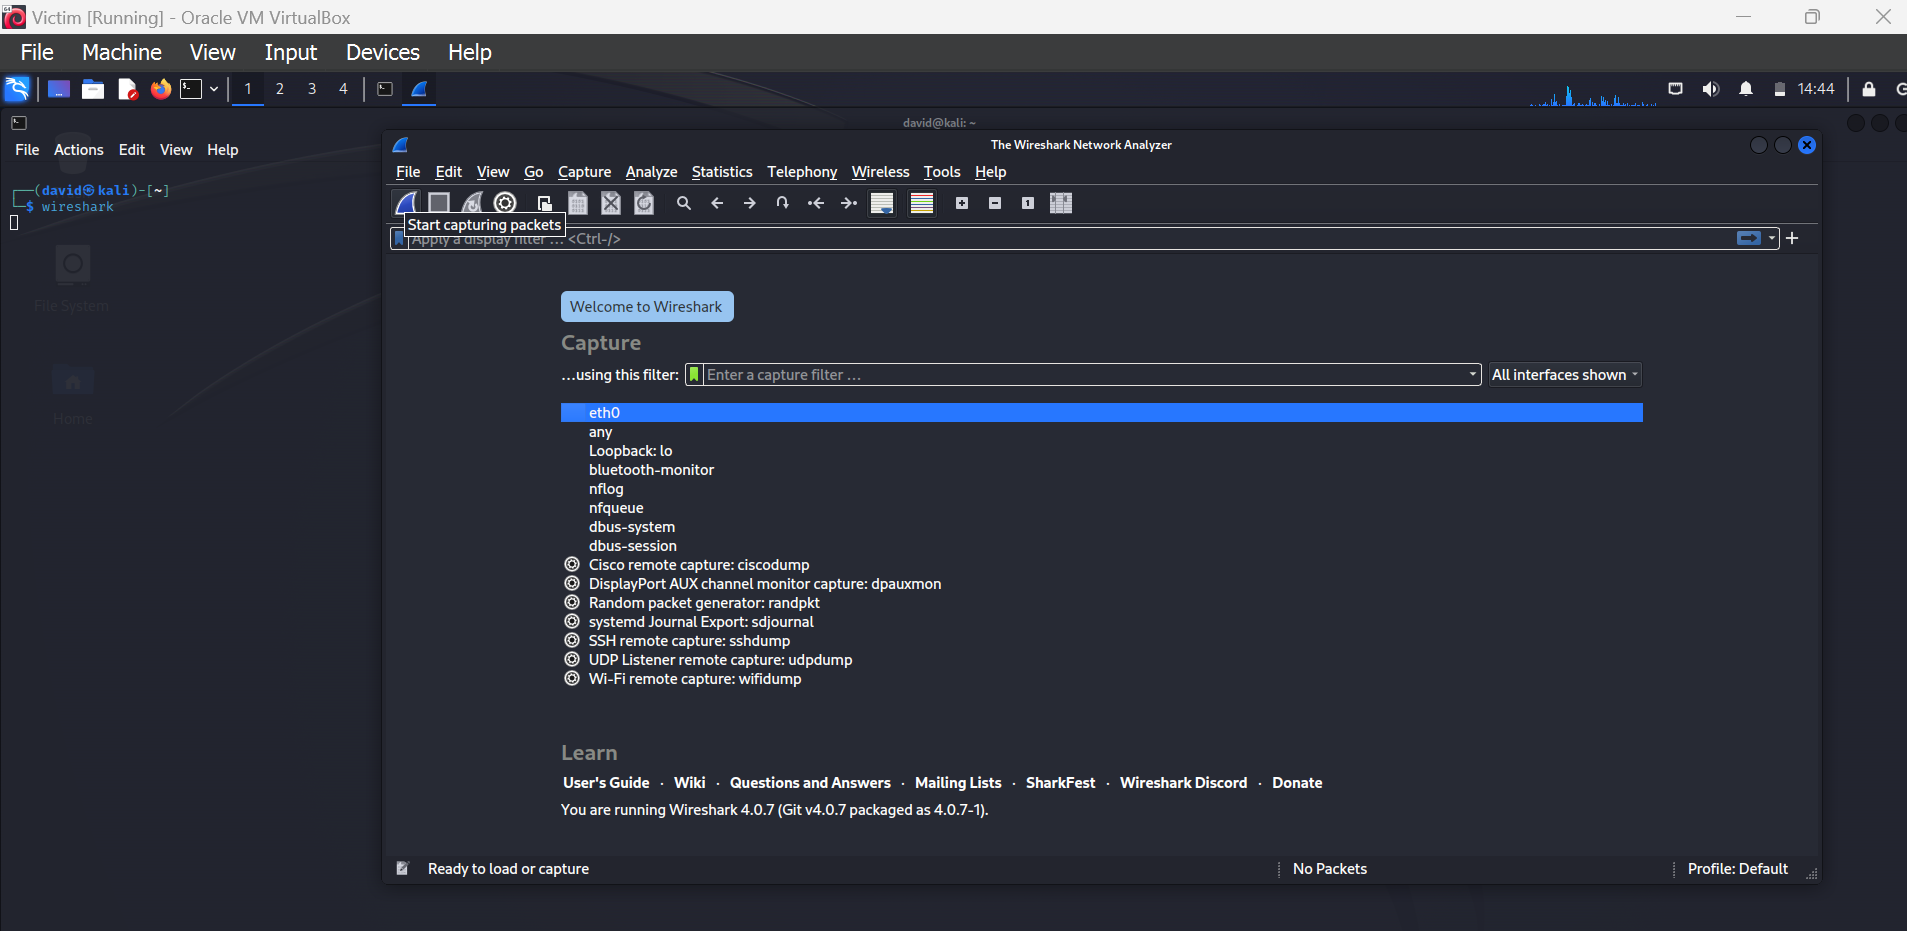 Victim [Running] - Oracle VM VirtualBox
File Machine View Input Devices Help
1 2 3 4 14:44
david@kali: ~
File Actions Edit View Help
The Wireshark Network Analyzer
┌──(david㉿kali)-[~]
└─$ wireshark
File System
Home
File Edit View Go Capture Analyze Statistics Telephony Wireless Tools Help
Start capturing packets
Apply a display filter ... <Ctrl-/>
Welcome to Wireshark
Capture
...using this filter: Enter a capture filter ... All interfaces shown
eth0
any
Loopback: lo
bluetooth-monitor
nflog
nfqueue
dbus-system
dbus-session
Cisco remote capture: ciscodump
DisplayPort AUX channel monitor capture: dpauxmon
Random packet generator: randpkt
systemd Journal Export: sdjournal
SSH remote capture: sshdump
UDP Listener remote capture: udpdump
Wi-Fi remote capture: wifidump
Learn
User's Guide · Wiki · Questions and Answers · Mailing Lists · SharkFest · Wireshark Discord · Donate
You are running Wireshark 4.0.7 (Git v4.0.7 packaged as 4.0.7-1).
Ready to load or capture No Packets Profile: Default